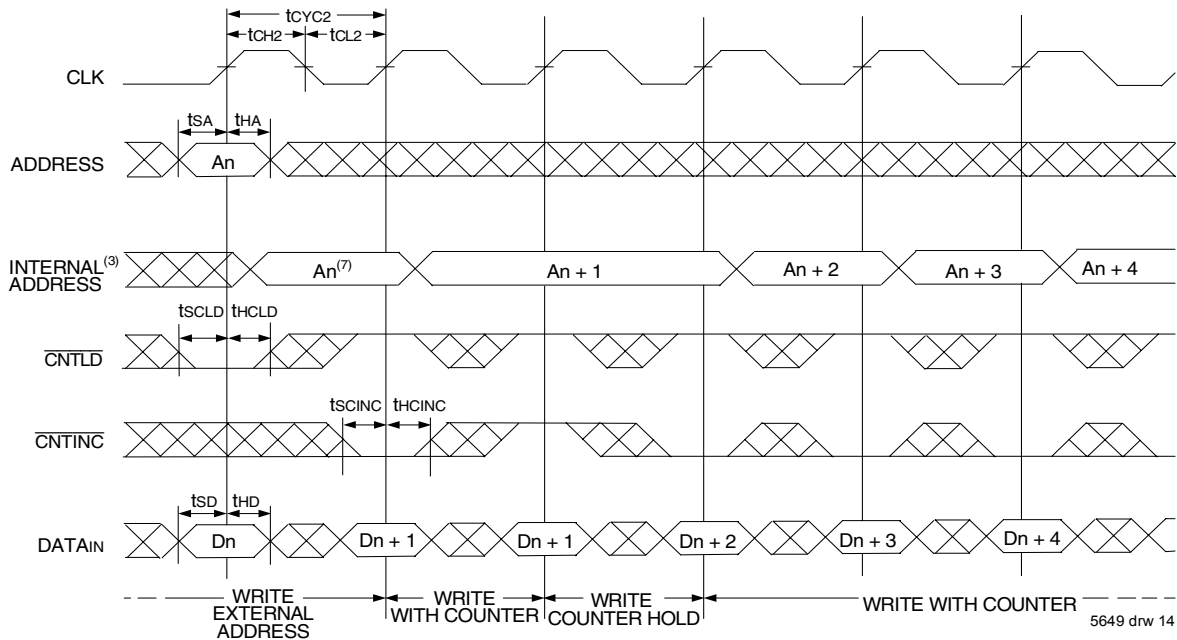 tCYC2
tCH2 tCL2
CLK
tSA tHA
ADDRESS An
INTERNAL(3) ADDRESS An(7) An + 1 An + 2 An + 3 An + 4
tSCLD tHCLD
CNTLD
tSCINC tHCINC
CNTINC
tSD tHD
DATAIN Dn Dn + 1 Dn + 1 Dn + 2 Dn + 3 Dn + 4
WRITE EXTERNAL ADDRESS
WRITE WITH COUNTER
WRITE COUNTER HOLD
WRITE WITH COUNTER
5649 drw 14